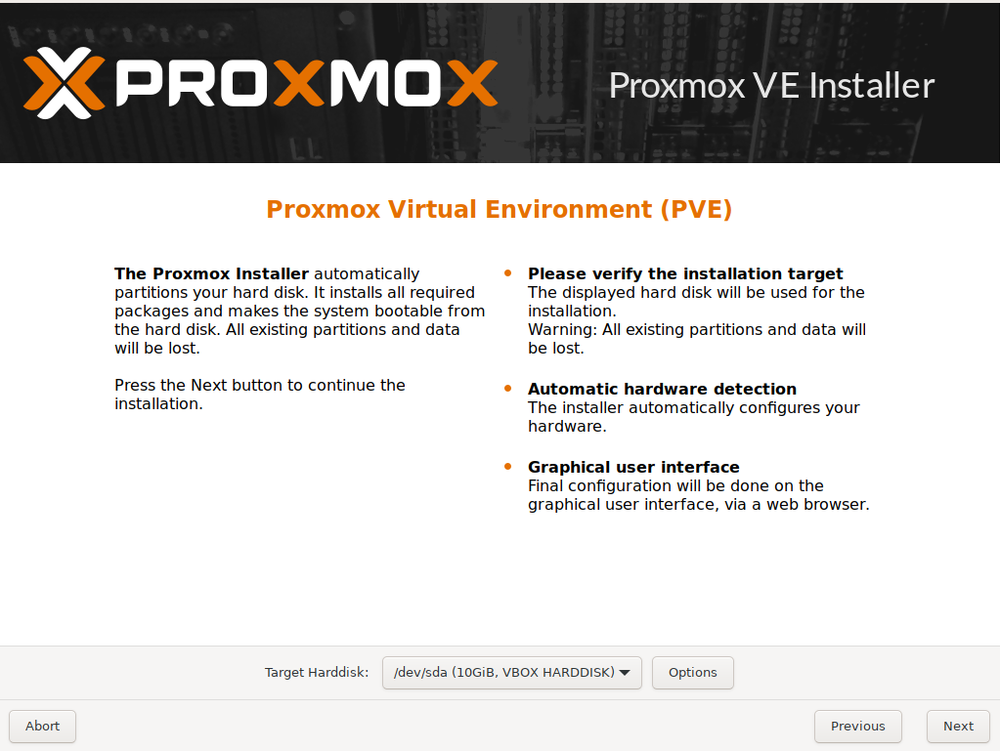 PROXMOX
Proxmox VE Installer
Proxmox Virtual Environment (PVE)
The Proxmox Installer automatically
partitions your hard disk. It installs all required
packages and makes the system bootable from
the hard disk. All existing partitions and data
will be lost.
Press the Next button to continue the
installation.
Please verify the installation target
The displayed hard disk will be used for the
installation.
Warning: All existing partitions and data will
be lost.
Automatic hardware detection
The installer automatically configures your
hardware.
Graphical user interface
Final configuration will be done on the
graphical user interface, via a web browser.
Target Harddisk: /dev/sda (10GiB, VBOX HARDDISK) Options
Abort Previous Next